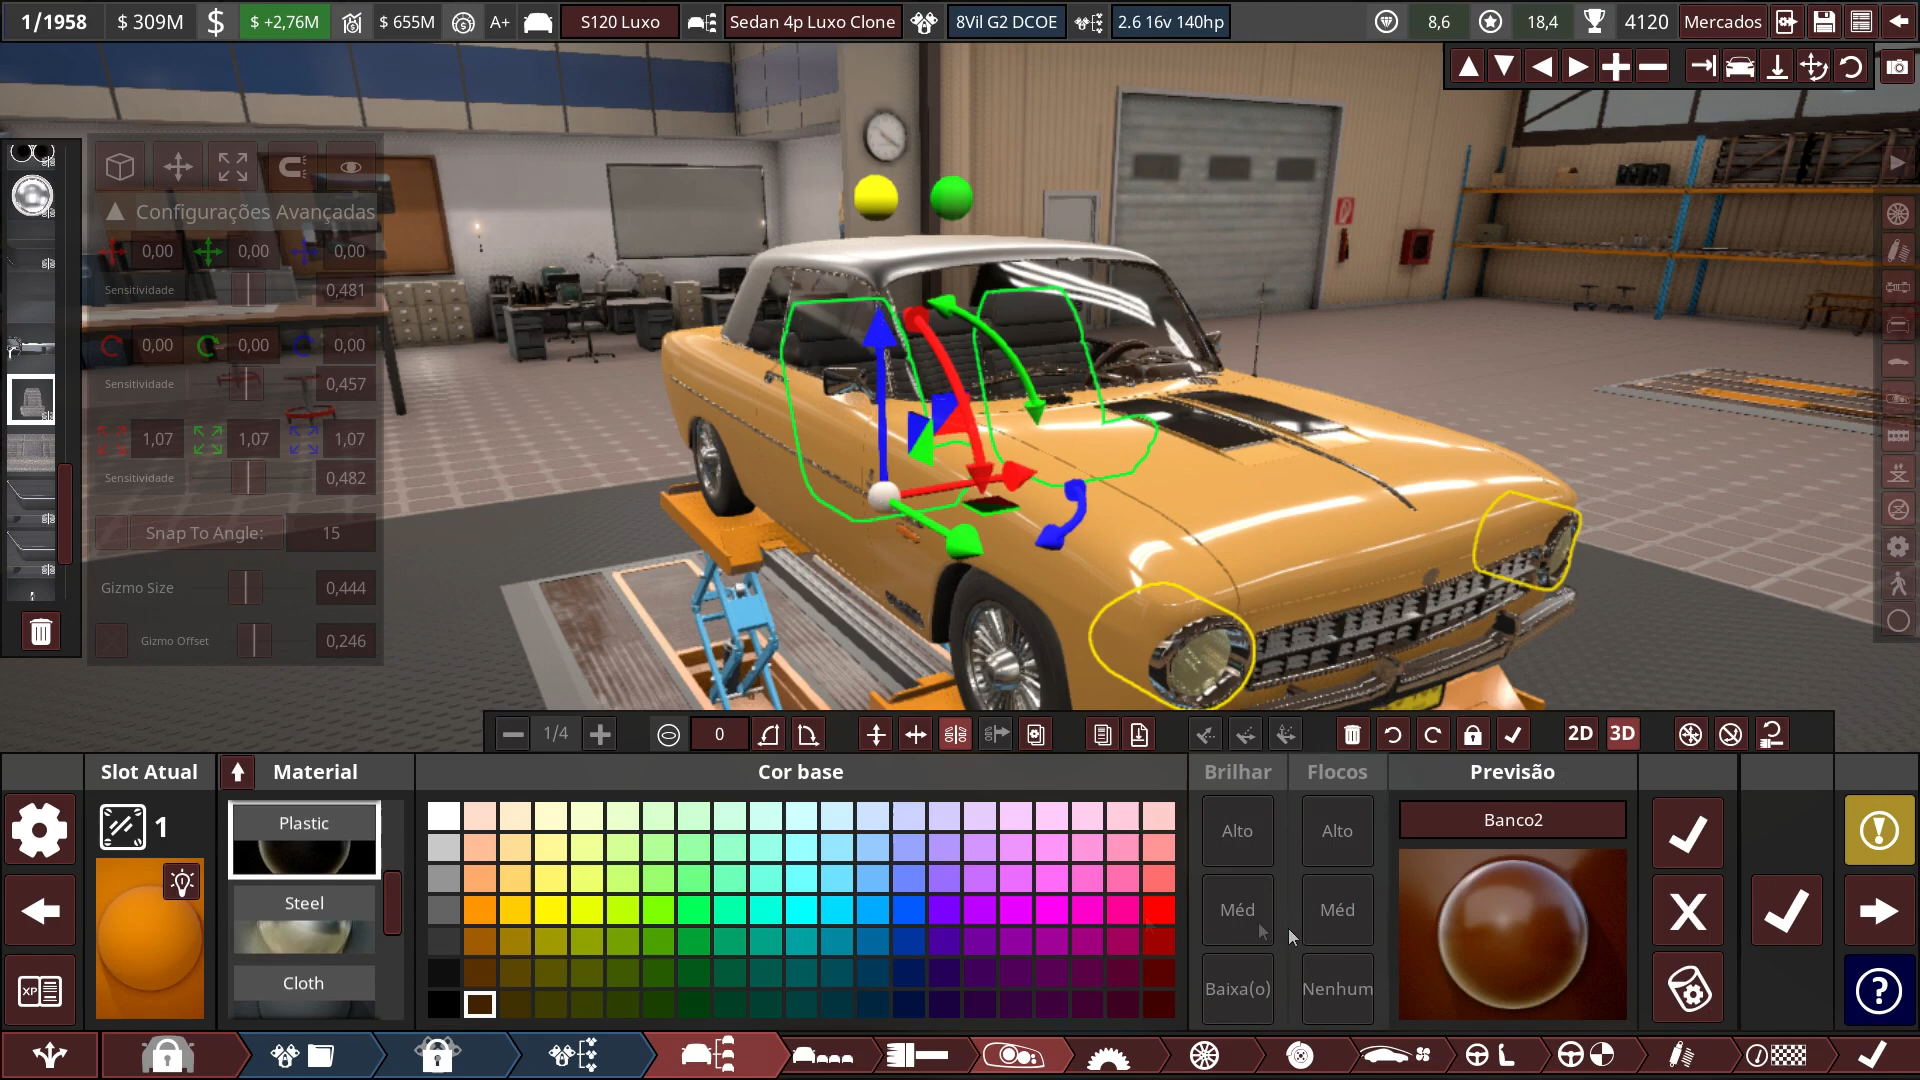 1/1958
$ 309M
$ +2,76M
$ 655M
A+
S120 Luxo
Sedan 4p Luxo Clone
8Vil G2 DCOE
2.6 16v 140hp
8,6
18,4
4120
Mercados
Configurações Avançadas
0,00
0,00
0,00
Sensitividade
0,481
0,00
0,00
0,00
Sensitividade
0,457
1,07
1,07
1,07
Sensitividade
0,482
Snap To Angle:
15
Gizmo Size
0,444
Gizmo Offset
0,246
1/4
0
2D
3D
Slot Atual
Material
Cor base
Brilhar
Flocos
Previsão
1
Plastic
Steel
Cloth
Alto
Alto
Méd
Méd
Baixa(o)
Nenhum
Banco2
XP
?